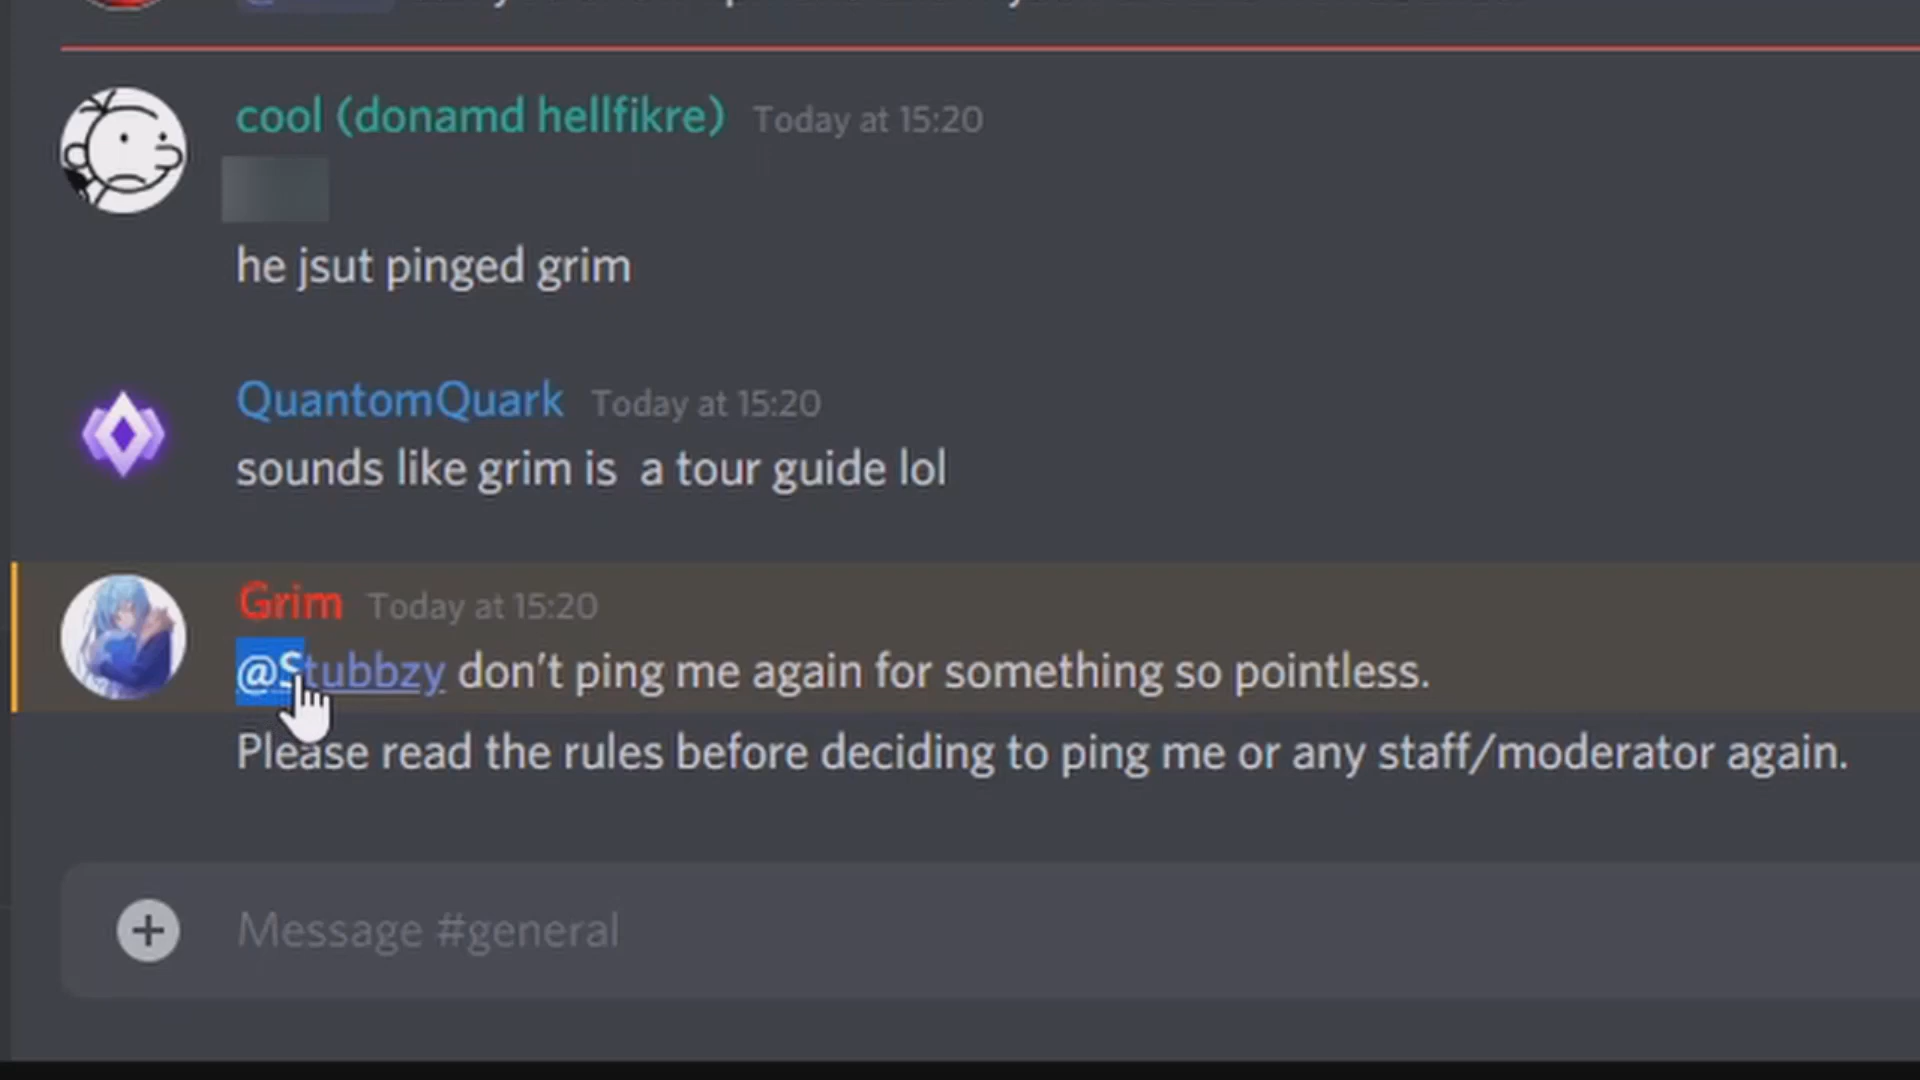 cool (donamd hellfikre) Today at 15:20
he jsut pinged grim
QuantomQuark Today at 15:20
sounds like grim is  a tour guide lol
Grim Today at 15:20
@Stubbzy don't ping me again for something so pointless.
Please read the rules before deciding to ping me or any staff/moderator again.
Message #general